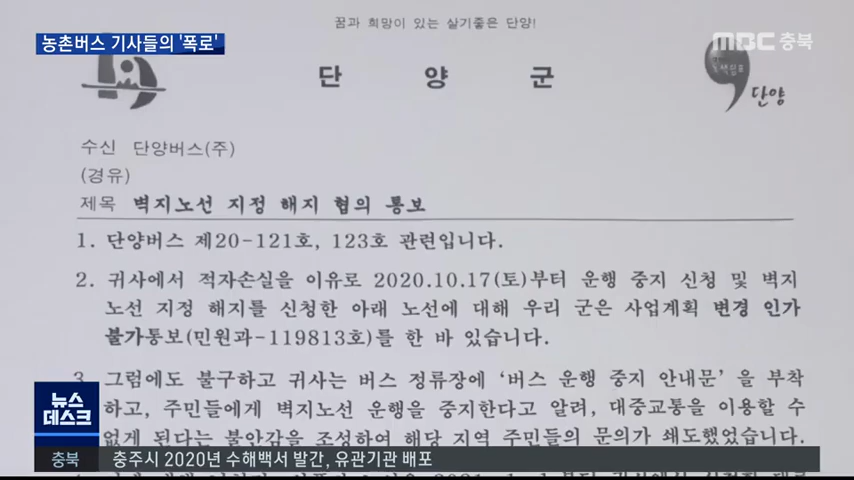 농촌버스 기사들의 '폭로'
꿈과 희망이 있는 살기좋은 단양!
MBC 충북
단 양 군
단양
수신 단양버스(주)
(경유)
제목 벽지노선 지정 해지 협의 통보
1. 단양버스 제20-121호, 123호 관련입니다.
2. 귀사에서 적자손실을 이유로 2020.10.17(토)부터 운행 중지 신청 및 벽지
노선 지정 해지를 신청한 아래 노선에 대해 우리 군은 사업계획 변경 인가
불가통보(민원과-119813호)를 한 바 있습니다.
3. 그럼에도 불구하고 귀사는 버스 정류장에 '버스 운행 중지 안내문' 을 부착
하고, 주민들에게 벽지노선 운행을 중지한다고 알려, 대중교통을 이용할 수
없게 된다는 불안감을 조성하여 해당 지역 주민들의 문의가 쇄도했었습니다.
뉴스
데스크
충북 충주시 2020년 수해백서 발간, 유관기관 배포